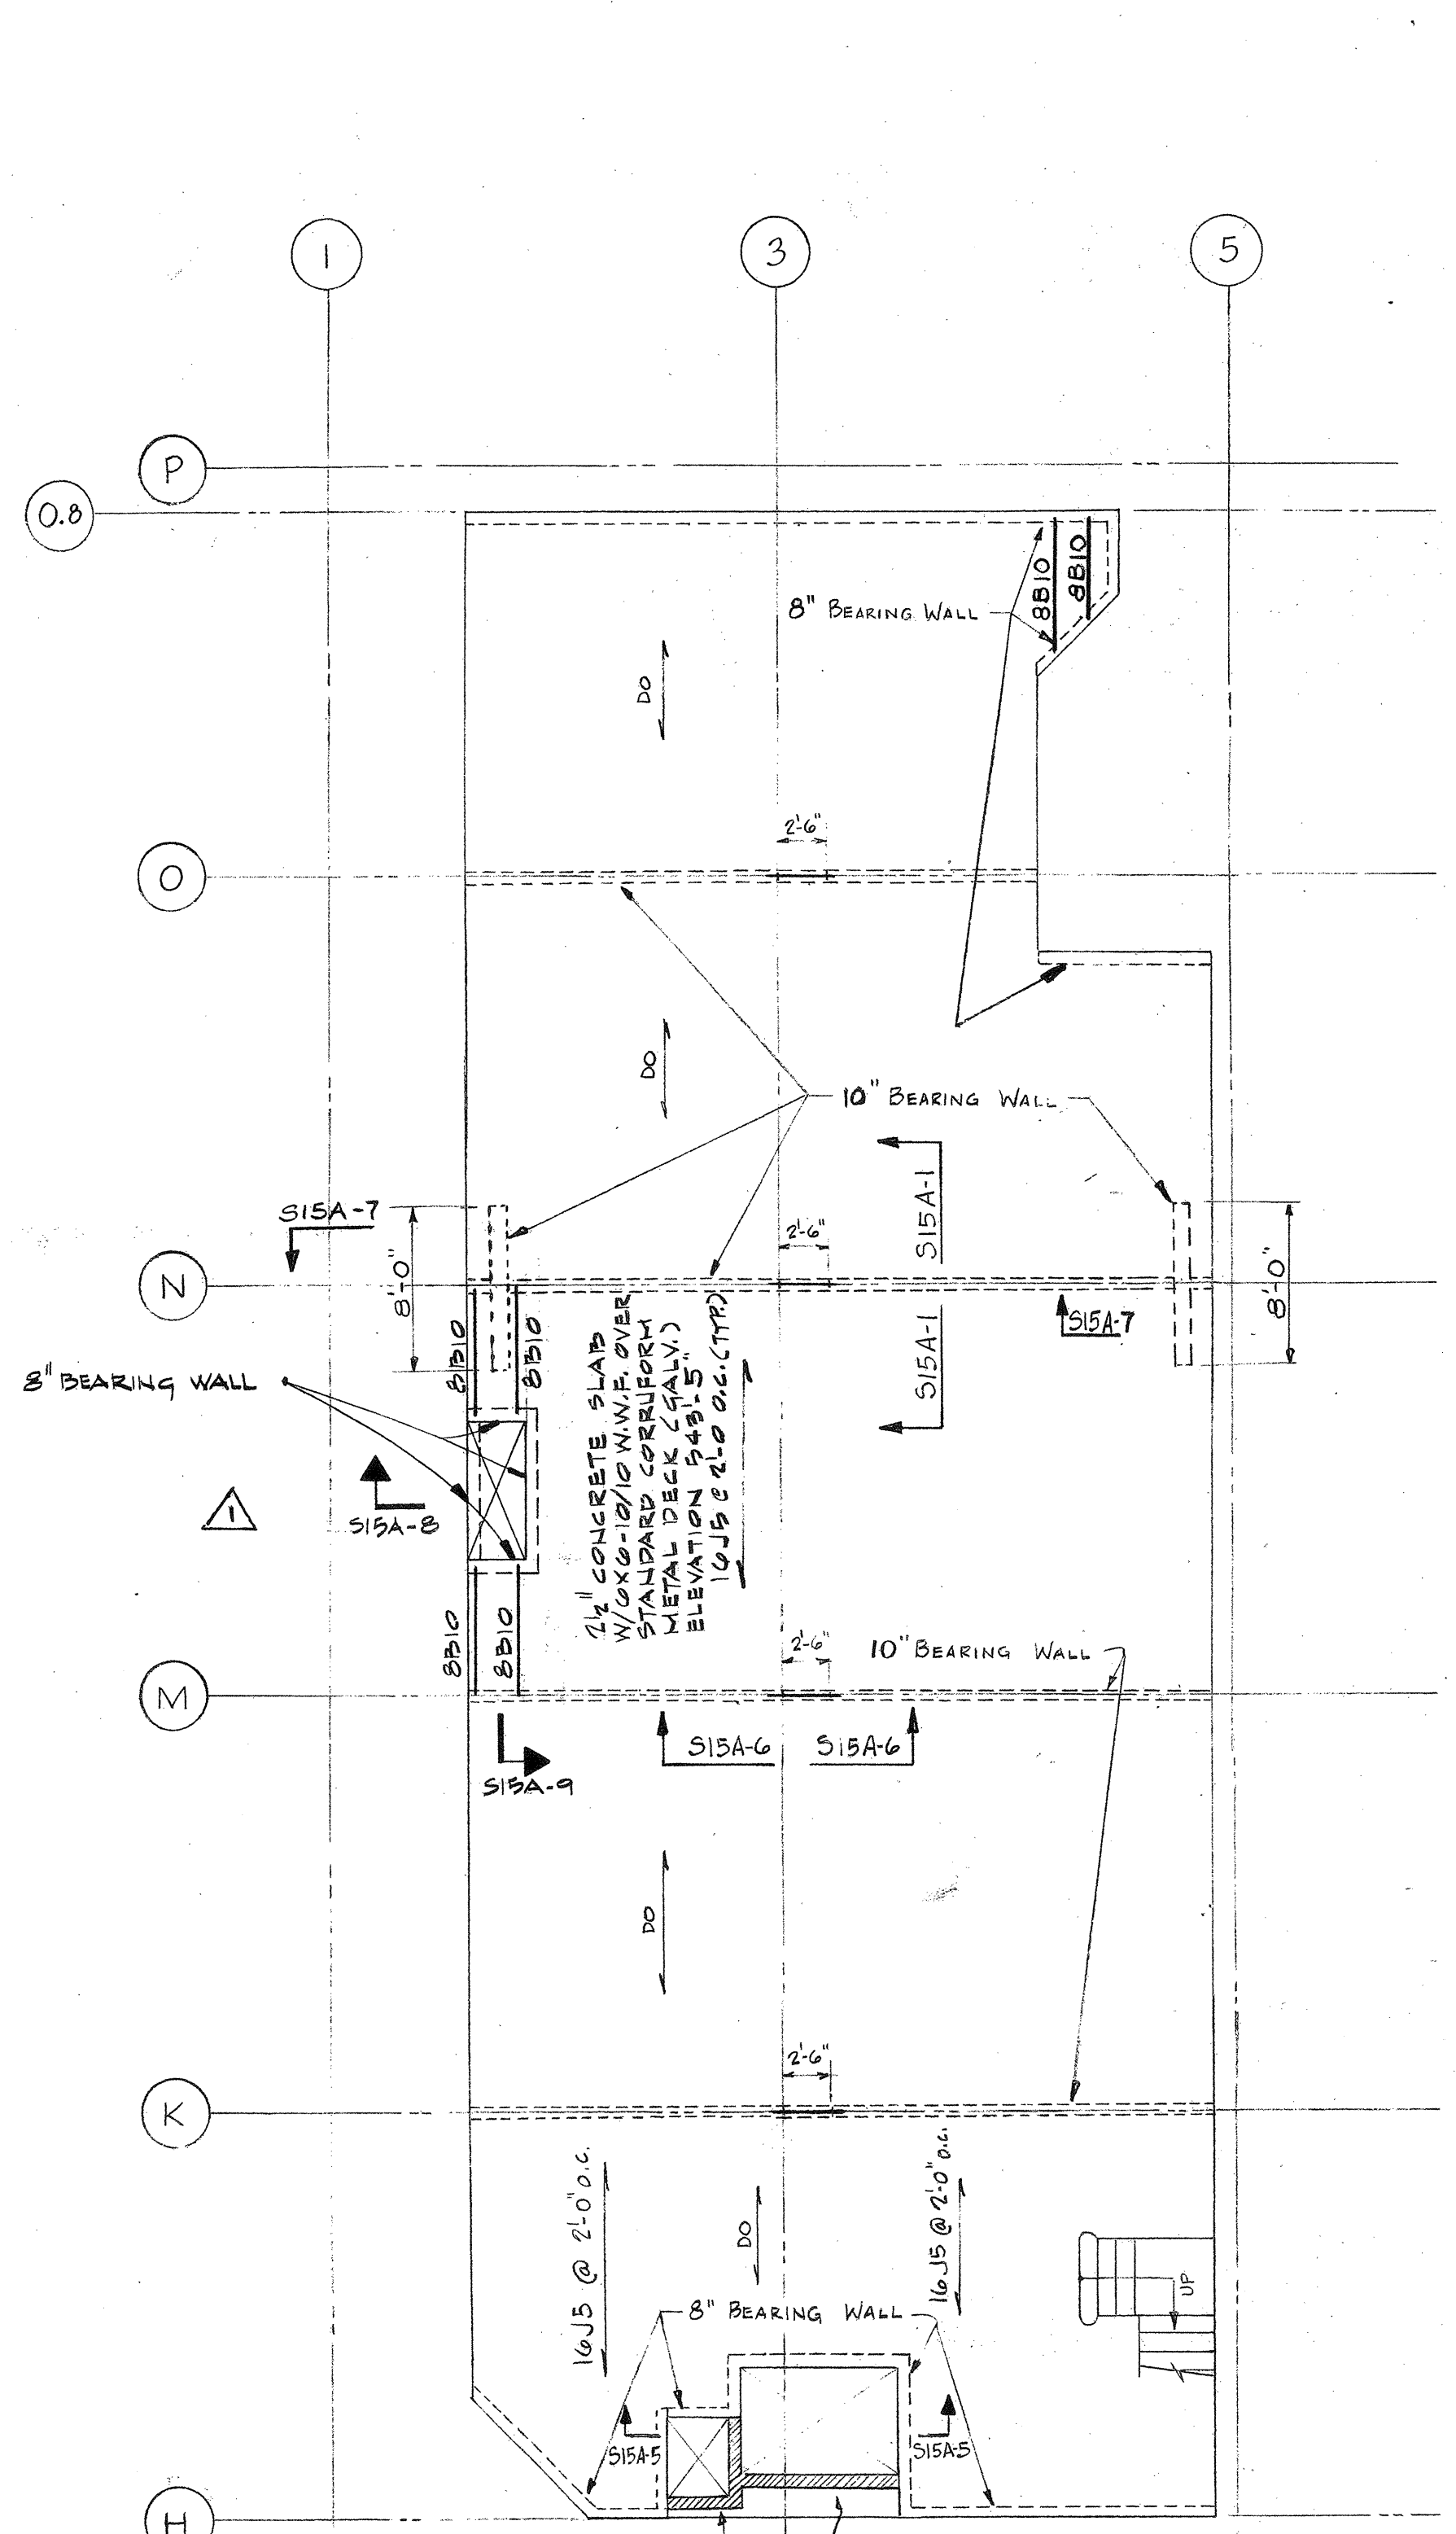 1
3
5
P
0.8
8" BEARING WALL
8B10
8B10
DO
2'-6"
O
DO
10" BEARING WALL
S15A-1
S15A-7
8'-0"
N
2'-6"
8'-0"
S15A-7
S15A-1
8B10
8B10
8" BEARING WALL
2½" CONCRETE SLAB
W/6X6-10/10 W.W.F. OVER
STANDARD CORRUFORM
METAL DECK (GALV.)
ELEVATION 543'-5"
16J5 @ 2'-0 O.C. (TYP.)
1
S15A-8
8B10
8B10
2'-6"
10" BEARING WALL
M
S15A-6
S15A-6
S15A-9
DO
2'-6"
K
16J5 @ 2'-0" O.C.
DO
16J5 @ 2'-0" O.C.
UP
8" BEARING WALL
S15A-5
S15A-5
H